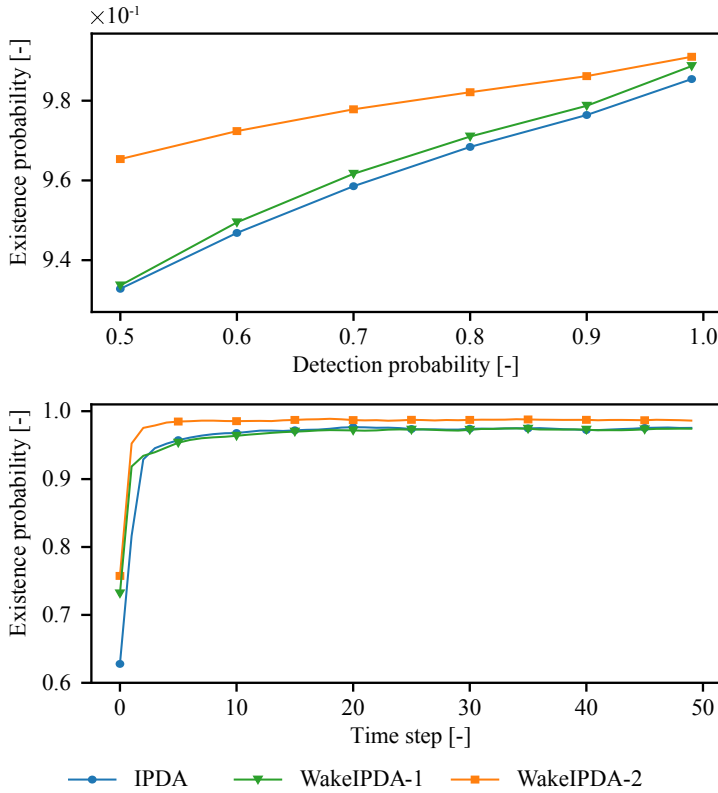 ×10⁻¹
Existence probability [-]
9.8
9.6
9.4
0.5 0.6 0.7 0.8 0.9 1.0
Detection probability [-]
Existence probability [-]
1.0
0.9
0.8
0.7
0.6
0 10 20 30 40 50
Time step [-]
IPDA WakeIPDA-1 WakeIPDA-2